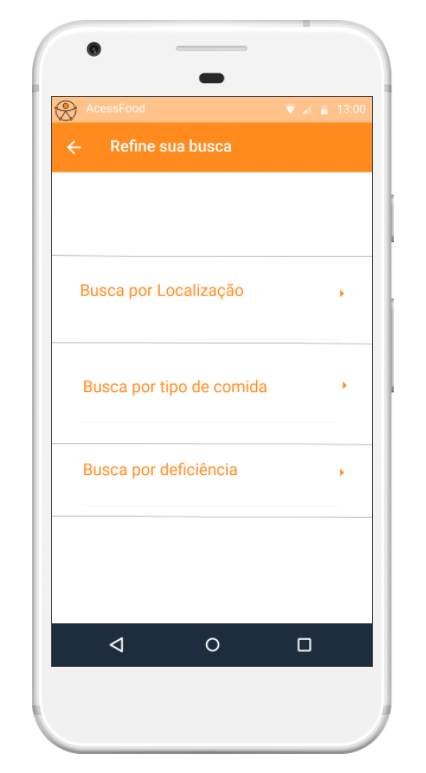 AcessFood 13:00
Refine sua busca
Busca por Localização
Busca por tipo de comida
Busca por deficiência